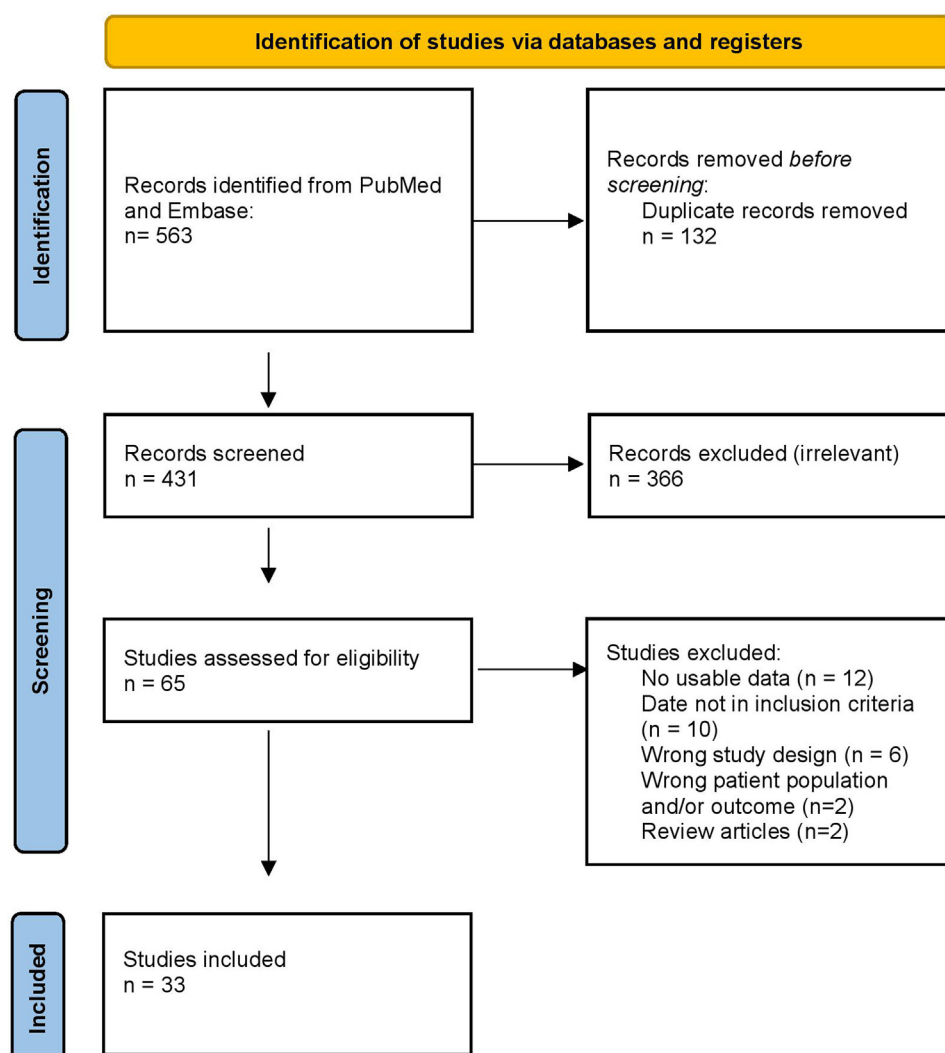 Identification of studies via databases and registers
Identification
Records identified from PubMed
and Embase:
n= 563
Records removed before
screening:
Duplicate records removed
n = 132
Screening
Records screened
n = 431
Records excluded (irrelevant)
n = 366
Studies assessed for eligibility
n = 65
Studies excluded:
No usable data (n = 12)
Date not in inclusion criteria
(n = 10)
Wrong study design (n = 6)
Wrong patient population
and/or outcome (n=2)
Review articles (n=2)
Included
Studies included
n = 33